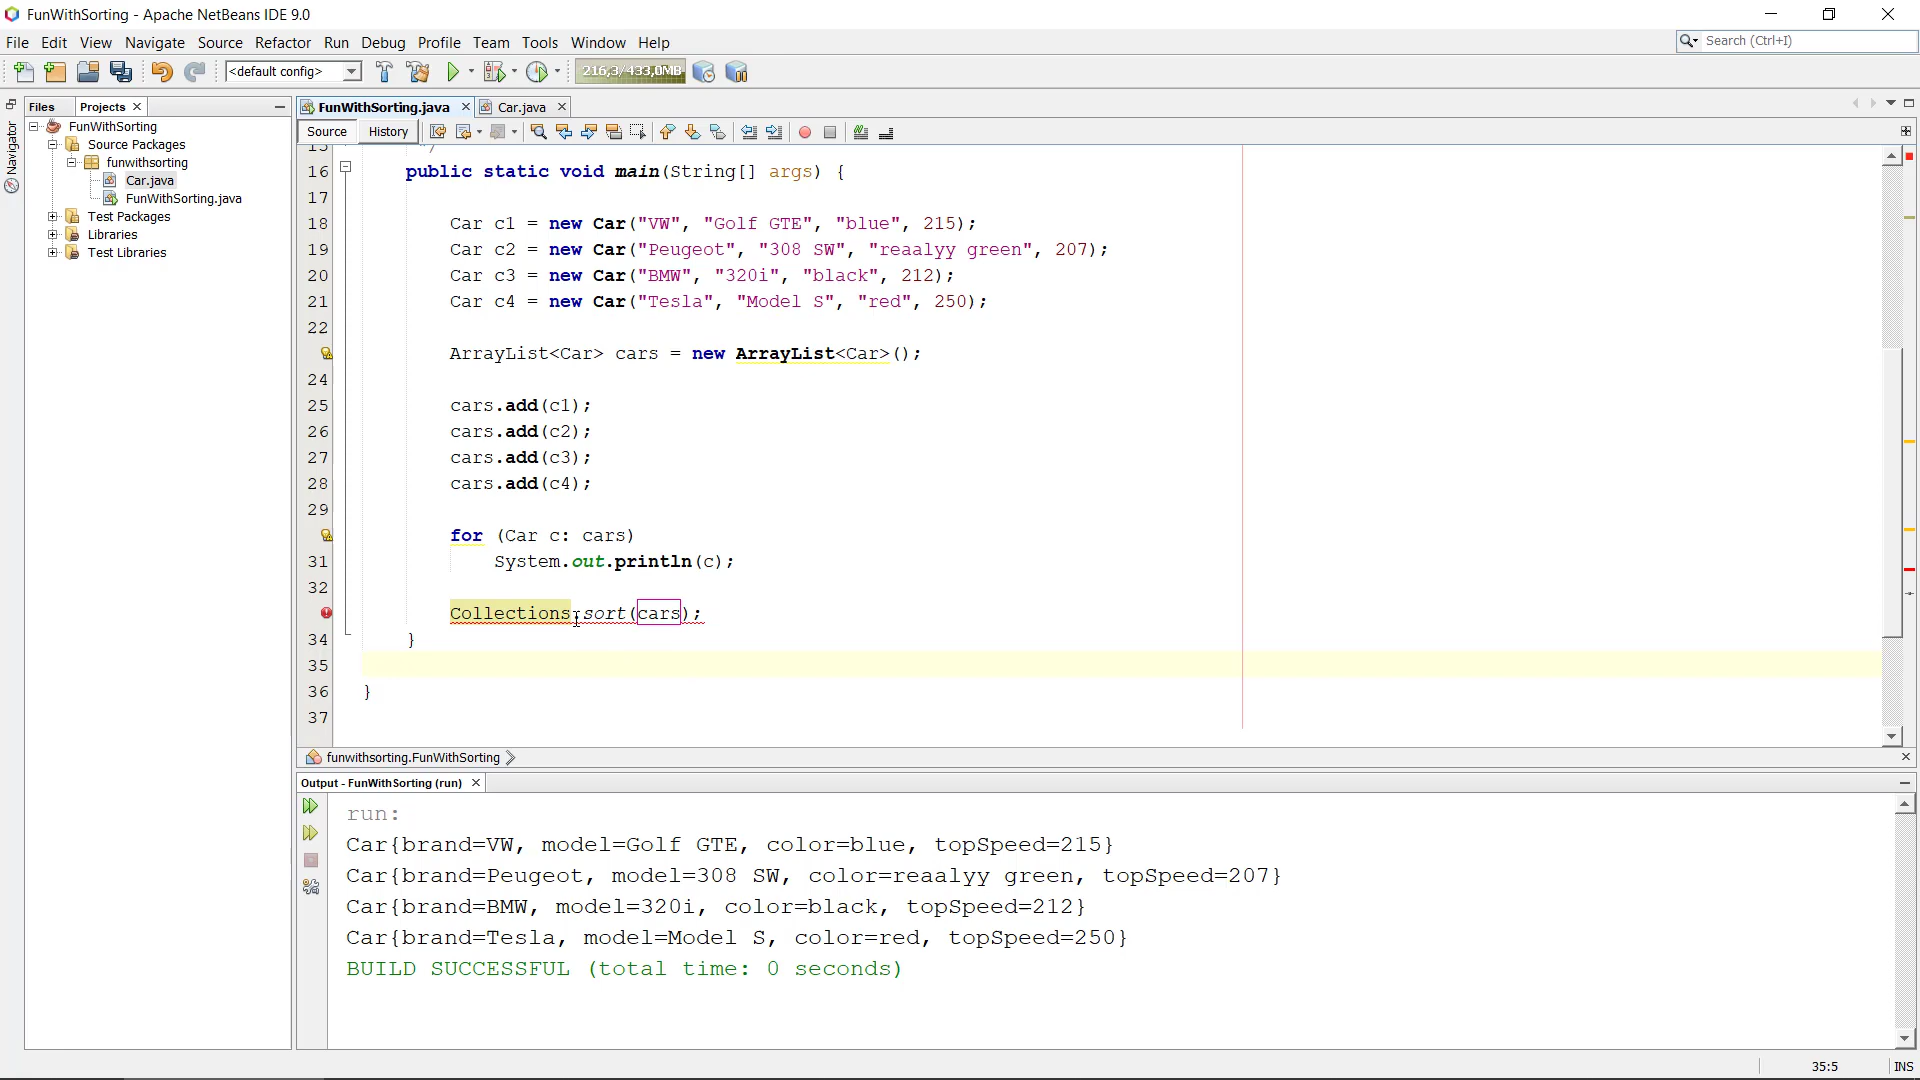 FunWithSorting - Apache NetBeans IDE 9.0
File Edit View Navigate Source Refactor Run Debug Profile Team Tools Window Help
Search (Ctrl+I)
<default config>
216,3/433,0MB
Files Projects
FunWithSorting.java Car.java
Navigator
FunWithSorting
Source Packages
funwithsorting
Car.java
FunWithSorting.java
Test Packages
Libraries
Test Libraries
Source History
15 */
16 public static void main(String[] args) {
17
18 Car c1 = new Car("VW", "Golf GTE", "blue", 215);
19 Car c2 = new Car("Peugeot", "308 SW", "reaalyy green", 207);
20 Car c3 = new Car("BMW", "320i", "black", 212);
21 Car c4 = new Car("Tesla", "Model S", "red", 250);
22
ArrayList<Car> cars = new ArrayList<Car>();
24
25 cars.add(c1);
26 cars.add(c2);
27 cars.add(c3);
28 cars.add(c4);
29
for (Car c: cars)
31 System.out.println(c);
32
Collections.sort(cars);
34 }
35
36 }
37
funwithsorting.FunWithSorting
Output - FunWithSorting (run)
run:
Car{brand=VW, model=Golf GTE, color=blue, topSpeed=215}
Car{brand=Peugeot, model=308 SW, color=reaalyy green, topSpeed=207}
Car{brand=BMW, model=320i, color=black, topSpeed=212}
Car{brand=Tesla, model=Model S, color=red, topSpeed=250}
BUILD SUCCESSFUL (total time: 0 seconds)
35:5 INS